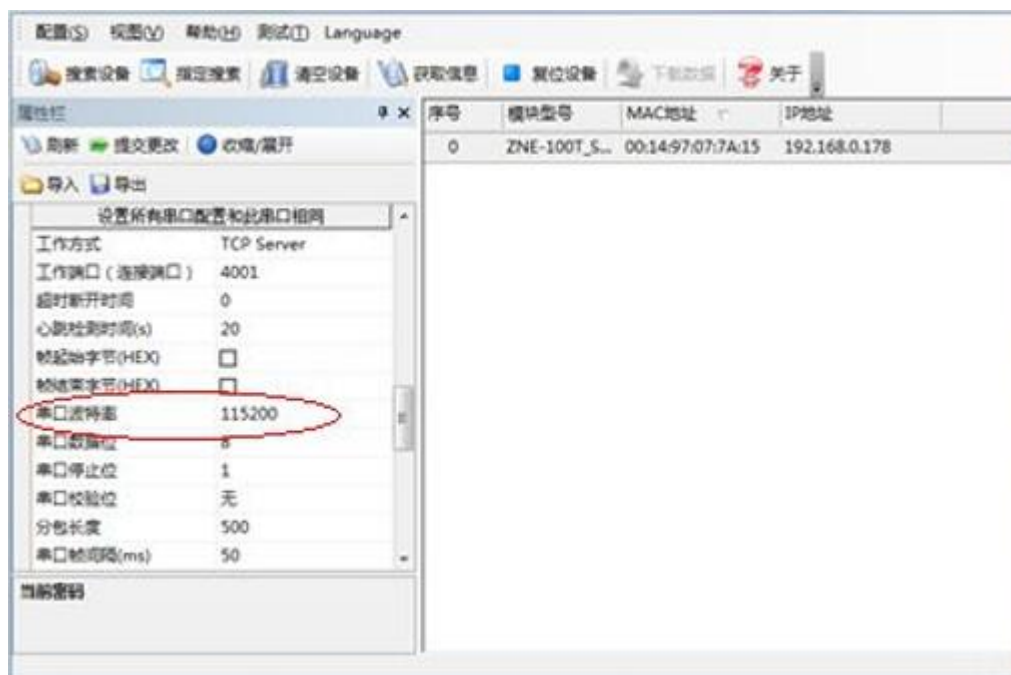 配置(S) 视图(V) 帮助(H) 测试(T) Language
搜索设备 指定搜索 清空设备 获取信息 复位设备 下载数据 关于
属性栏
刷新 提交更改 收缩/展开
导入 导出
设置所有串口配置和此串口相同
工作方式 TCP Server
工作端口(连接端口) 4001
超时断开时间 0
心跳检测时间(s) 20
帧起始字节(HEX)
帧结束字节(HEX)
串口波特率 115200
串口数据位 8
串口停止位 1
串口校验位 无
分包长度 500
串口帧间隔(ms) 50
当前密码
序号 模块型号 MAC地址 IP地址
0 ZNE-100T_S... 00:14:97:07:7A:15 192.168.0.178